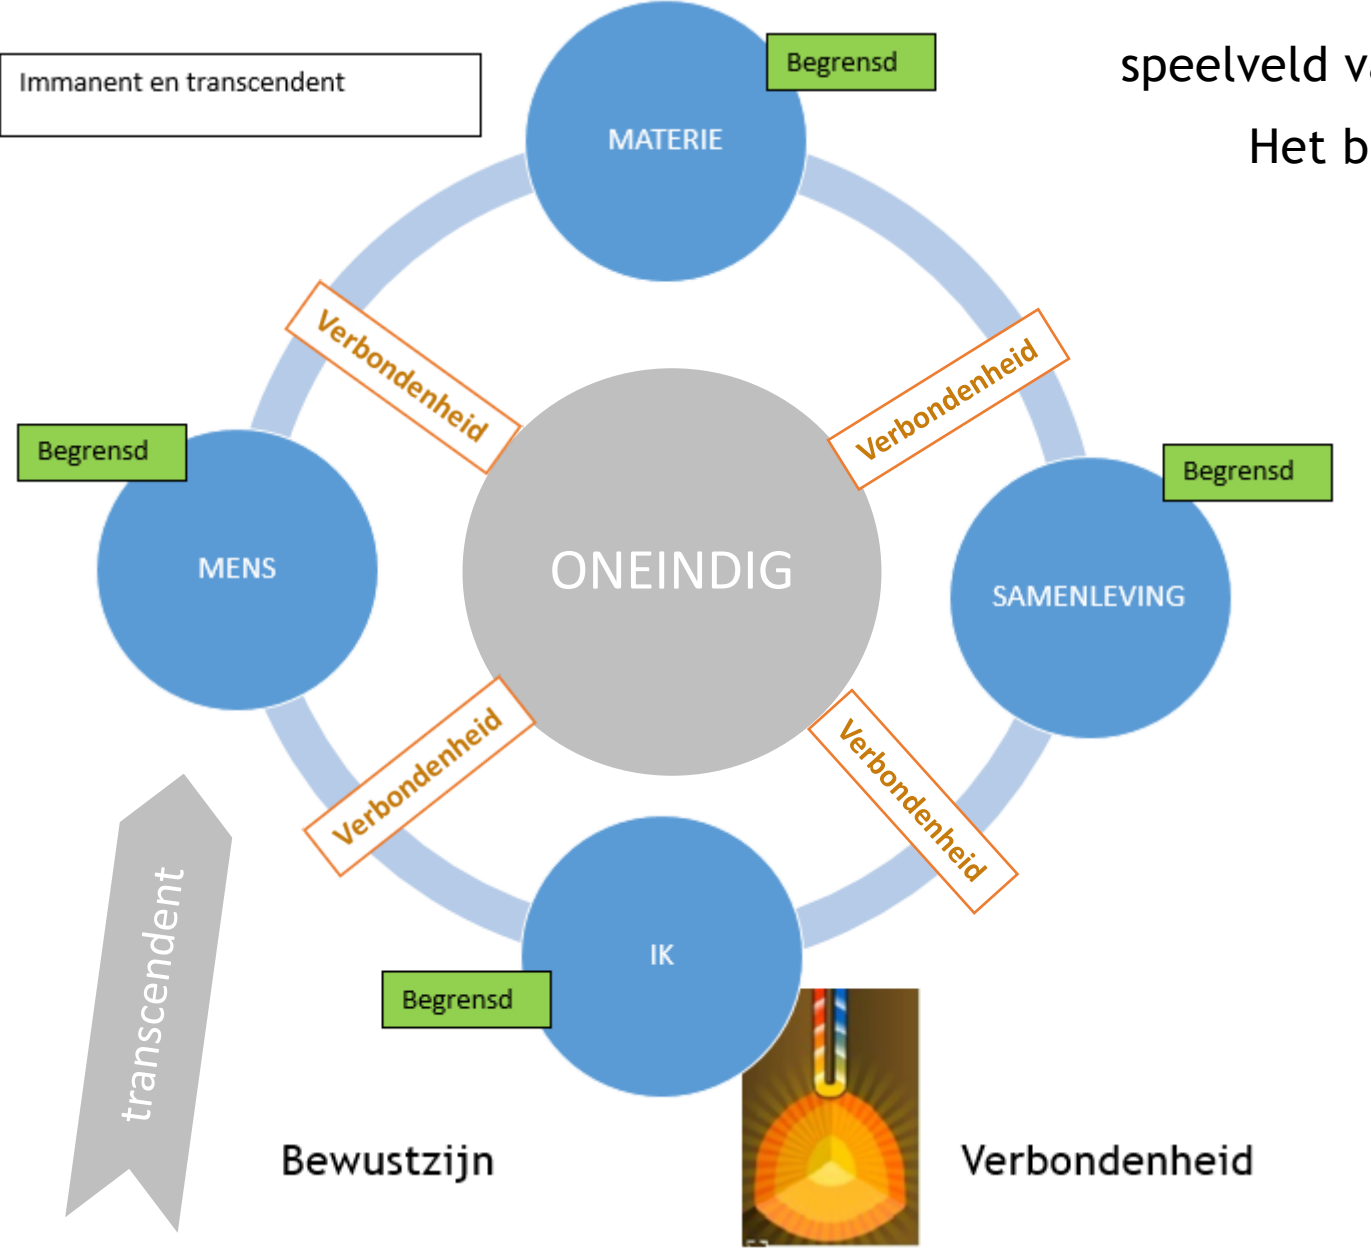 Immanent en transcendent
Begrensd
speelveld
Het
MATERIE
Verbondenheid
Verbondenheid
Begrensd
Begrensd
MENS
ONEINDIG
SAMENLEVING
Verbondenheid
Verbondenheid
transcendent
IK
Begrensd
Bewustzijn
Verbondenheid